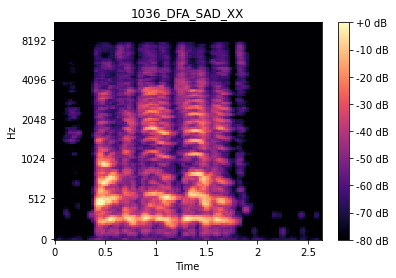 1036_DFA_SAD_XX
Hz
8192
4096
2048
1024
512
0
0
0.5
1
1.5
2
2.5
Time
+0 dB
-10 dB
-20 dB
-30 dB
-40 dB
-50 dB
-60 dB
-70 dB
-80 dB